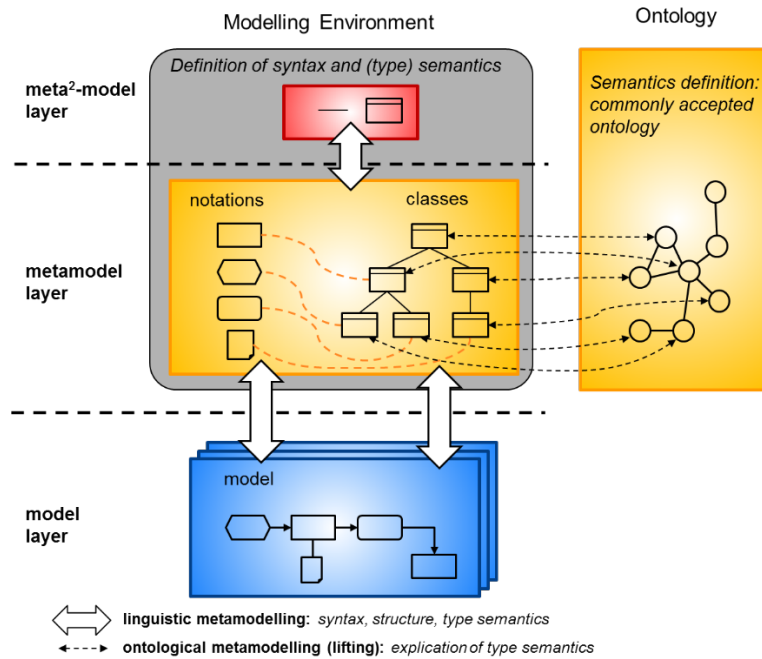 Modelling Environment
Ontology
Definition of syntax and (type) semantics
meta²-model
layer
Semantics definition:
commonly accepted
ontology
notations
classes
metamodel
layer
model
model
layer
linguistic metamodelling: syntax, structure, type semantics
ontological metamodelling (lifting): explication of type semantics